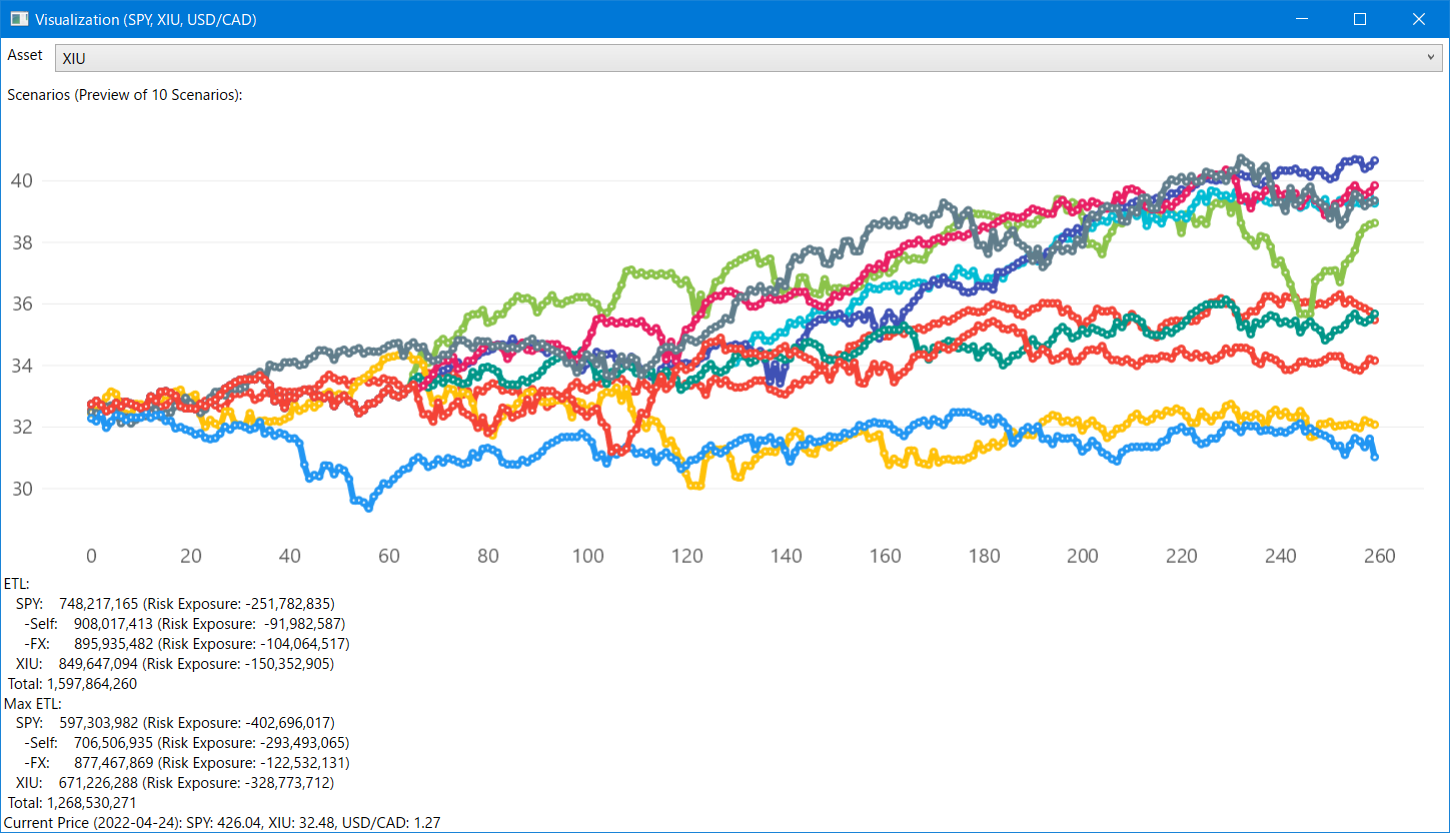 Visualization (SPY, XIU, USD/CAD)
Asset XIU
Scenarios (Preview of 10 Scenarios):
40
38
36
34
32
30
0 20 40 60 80 100 120 140 160 180 200 220 240 260
ETL:
SPY: 748,217,165 (Risk Exposure: -251,782,835)
-Self: 908,017,413 (Risk Exposure: -91,982,587)
-FX: 895,935,482 (Risk Exposure: -104,064,517)
XIU: 849,647,094 (Risk Exposure: -150,352,905)
Total: 1,597,864,260
Max ETL:
SPY: 597,303,982 (Risk Exposure: -402,696,017)
-Self: 706,506,935 (Risk Exposure: -293,493,065)
-FX: 877,467,869 (Risk Exposure: -122,532,131)
XIU: 671,226,288 (Risk Exposure: -328,773,712)
Total: 1,268,530,271
Current Price (2022-04-24): SPY: 426.04, XIU: 32.48, USD/CAD: 1.27